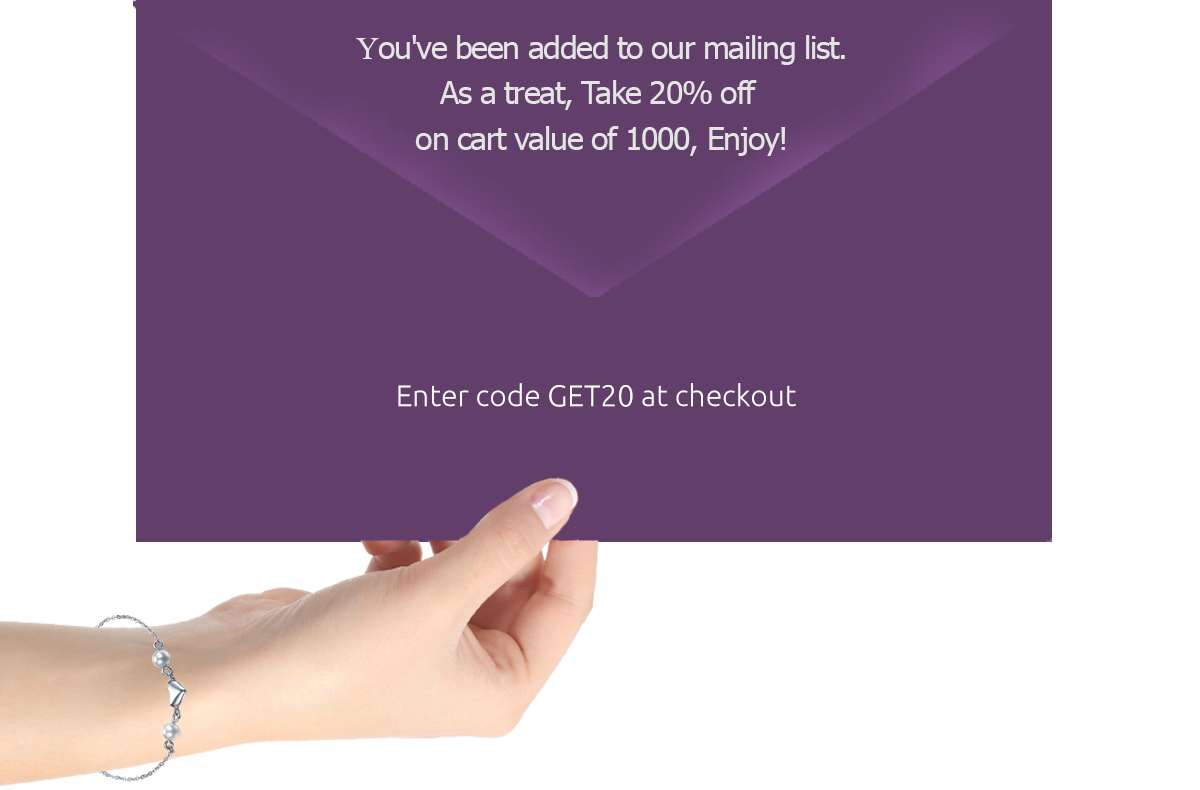 You've been added to our mailing list.
As a treat, Take 20% off
on cart value of 1000, Enjoy!
Enter code GET20 at checkout